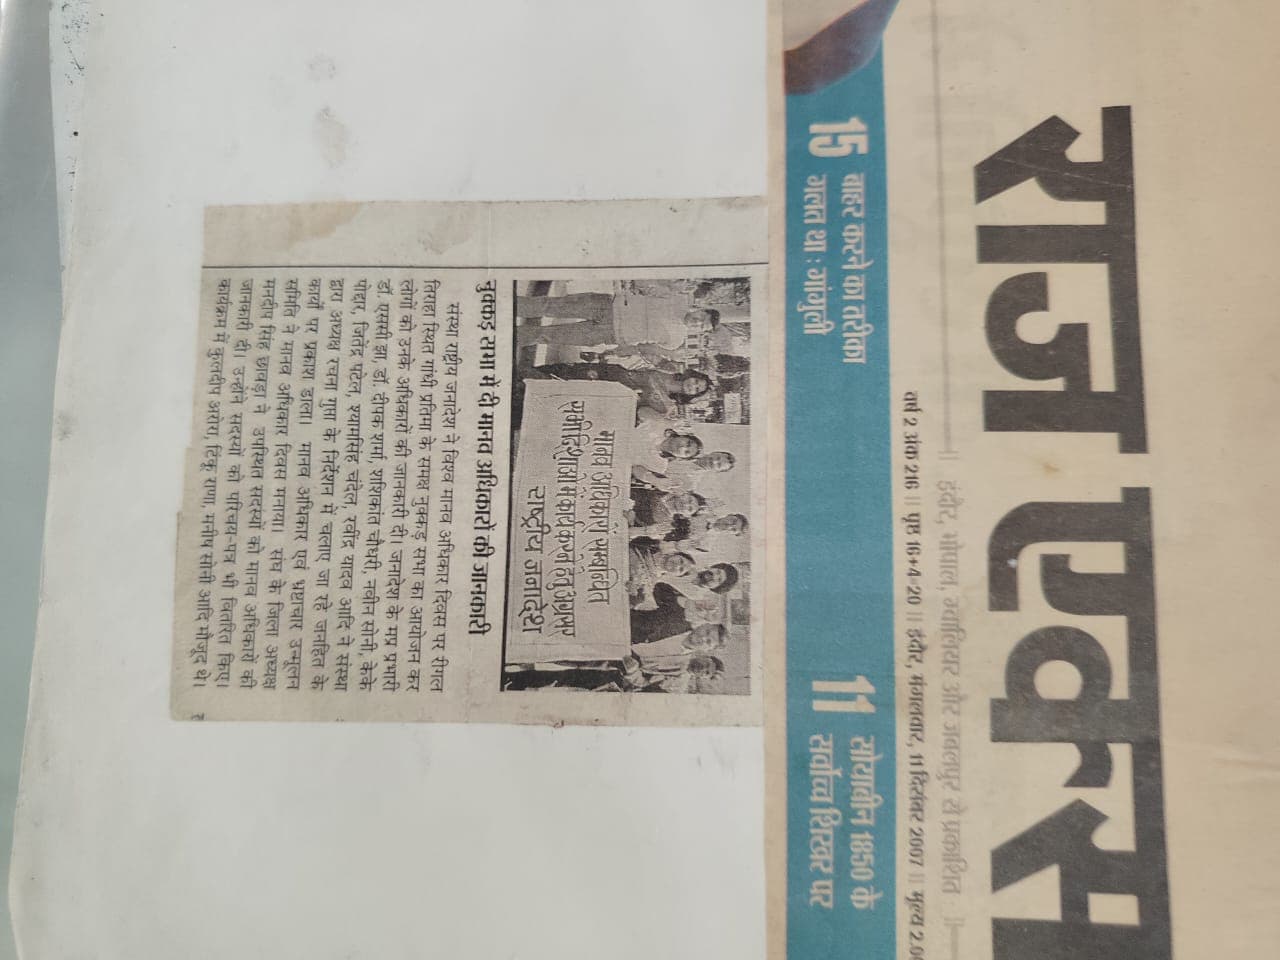 राज एक्स
इंदौर, भोपाल, ग्वालियर और जबलपुर से प्रकाशित
वर्ष 2 अंक 216 || पृष्ठ 16+4=20 || इंदौर, मंगलवार, 11 दिसंबर 2007 || मूल्य 2.0
15 बाहर करने का तरीका
गलत था : गांगुली
11 सोयाबीन 1850 के
सर्वोच्च शिखर पर
मानव अधिकारों सम्बन्धित
सभी दिशाओं में कार्य करने हेतु अग्रसर
राष्ट्रीय जनादेश
नुक्कड़ सभा में दी मानव अधिकारों की जानकारी
संस्था राष्ट्रीय जनादेश ने विश्व मानव अधिकार दिवस पर रीगल
तिराहा स्थित गांधी प्रतिमा के समक्ष नुक्कड़ सभा का आयोजन कर
लोगों को उनके अधिकारों की जानकारी दी। जनादेश के मप्र प्रभारी
डॉ. एससी झा, डॉ. दीपक शर्मा, शशिकांत चौधरी, नवीन सोनी, केके
पोद्दार, जितेंद्र पटेल, श्यामसिंह चंदेल, रवींद्र यादव आदि ने संस्था
द्वारा अध्यक्ष रचना गुप्ता के निर्देशन में चलाए जा रहे जनहित के
कार्यों पर प्रकाश डाला। मानव अधिकार एवं भ्रष्टाचार उन्मूलन
समिति ने मानव अधिकार दिवस मनाया। संघ के जिला अध्यक्ष
मनदीप सिंह छाबड़ा ने उपस्थित सदस्यों को मानव अधिकारों की
जानकारी दी। उन्होंने सदस्यों को परिचय-पत्र भी वितरित किए।
कार्यक्रम में कुलदीप अरोरा, टिंकू राणा, मनीष सोनी आदि मौजूद थे।